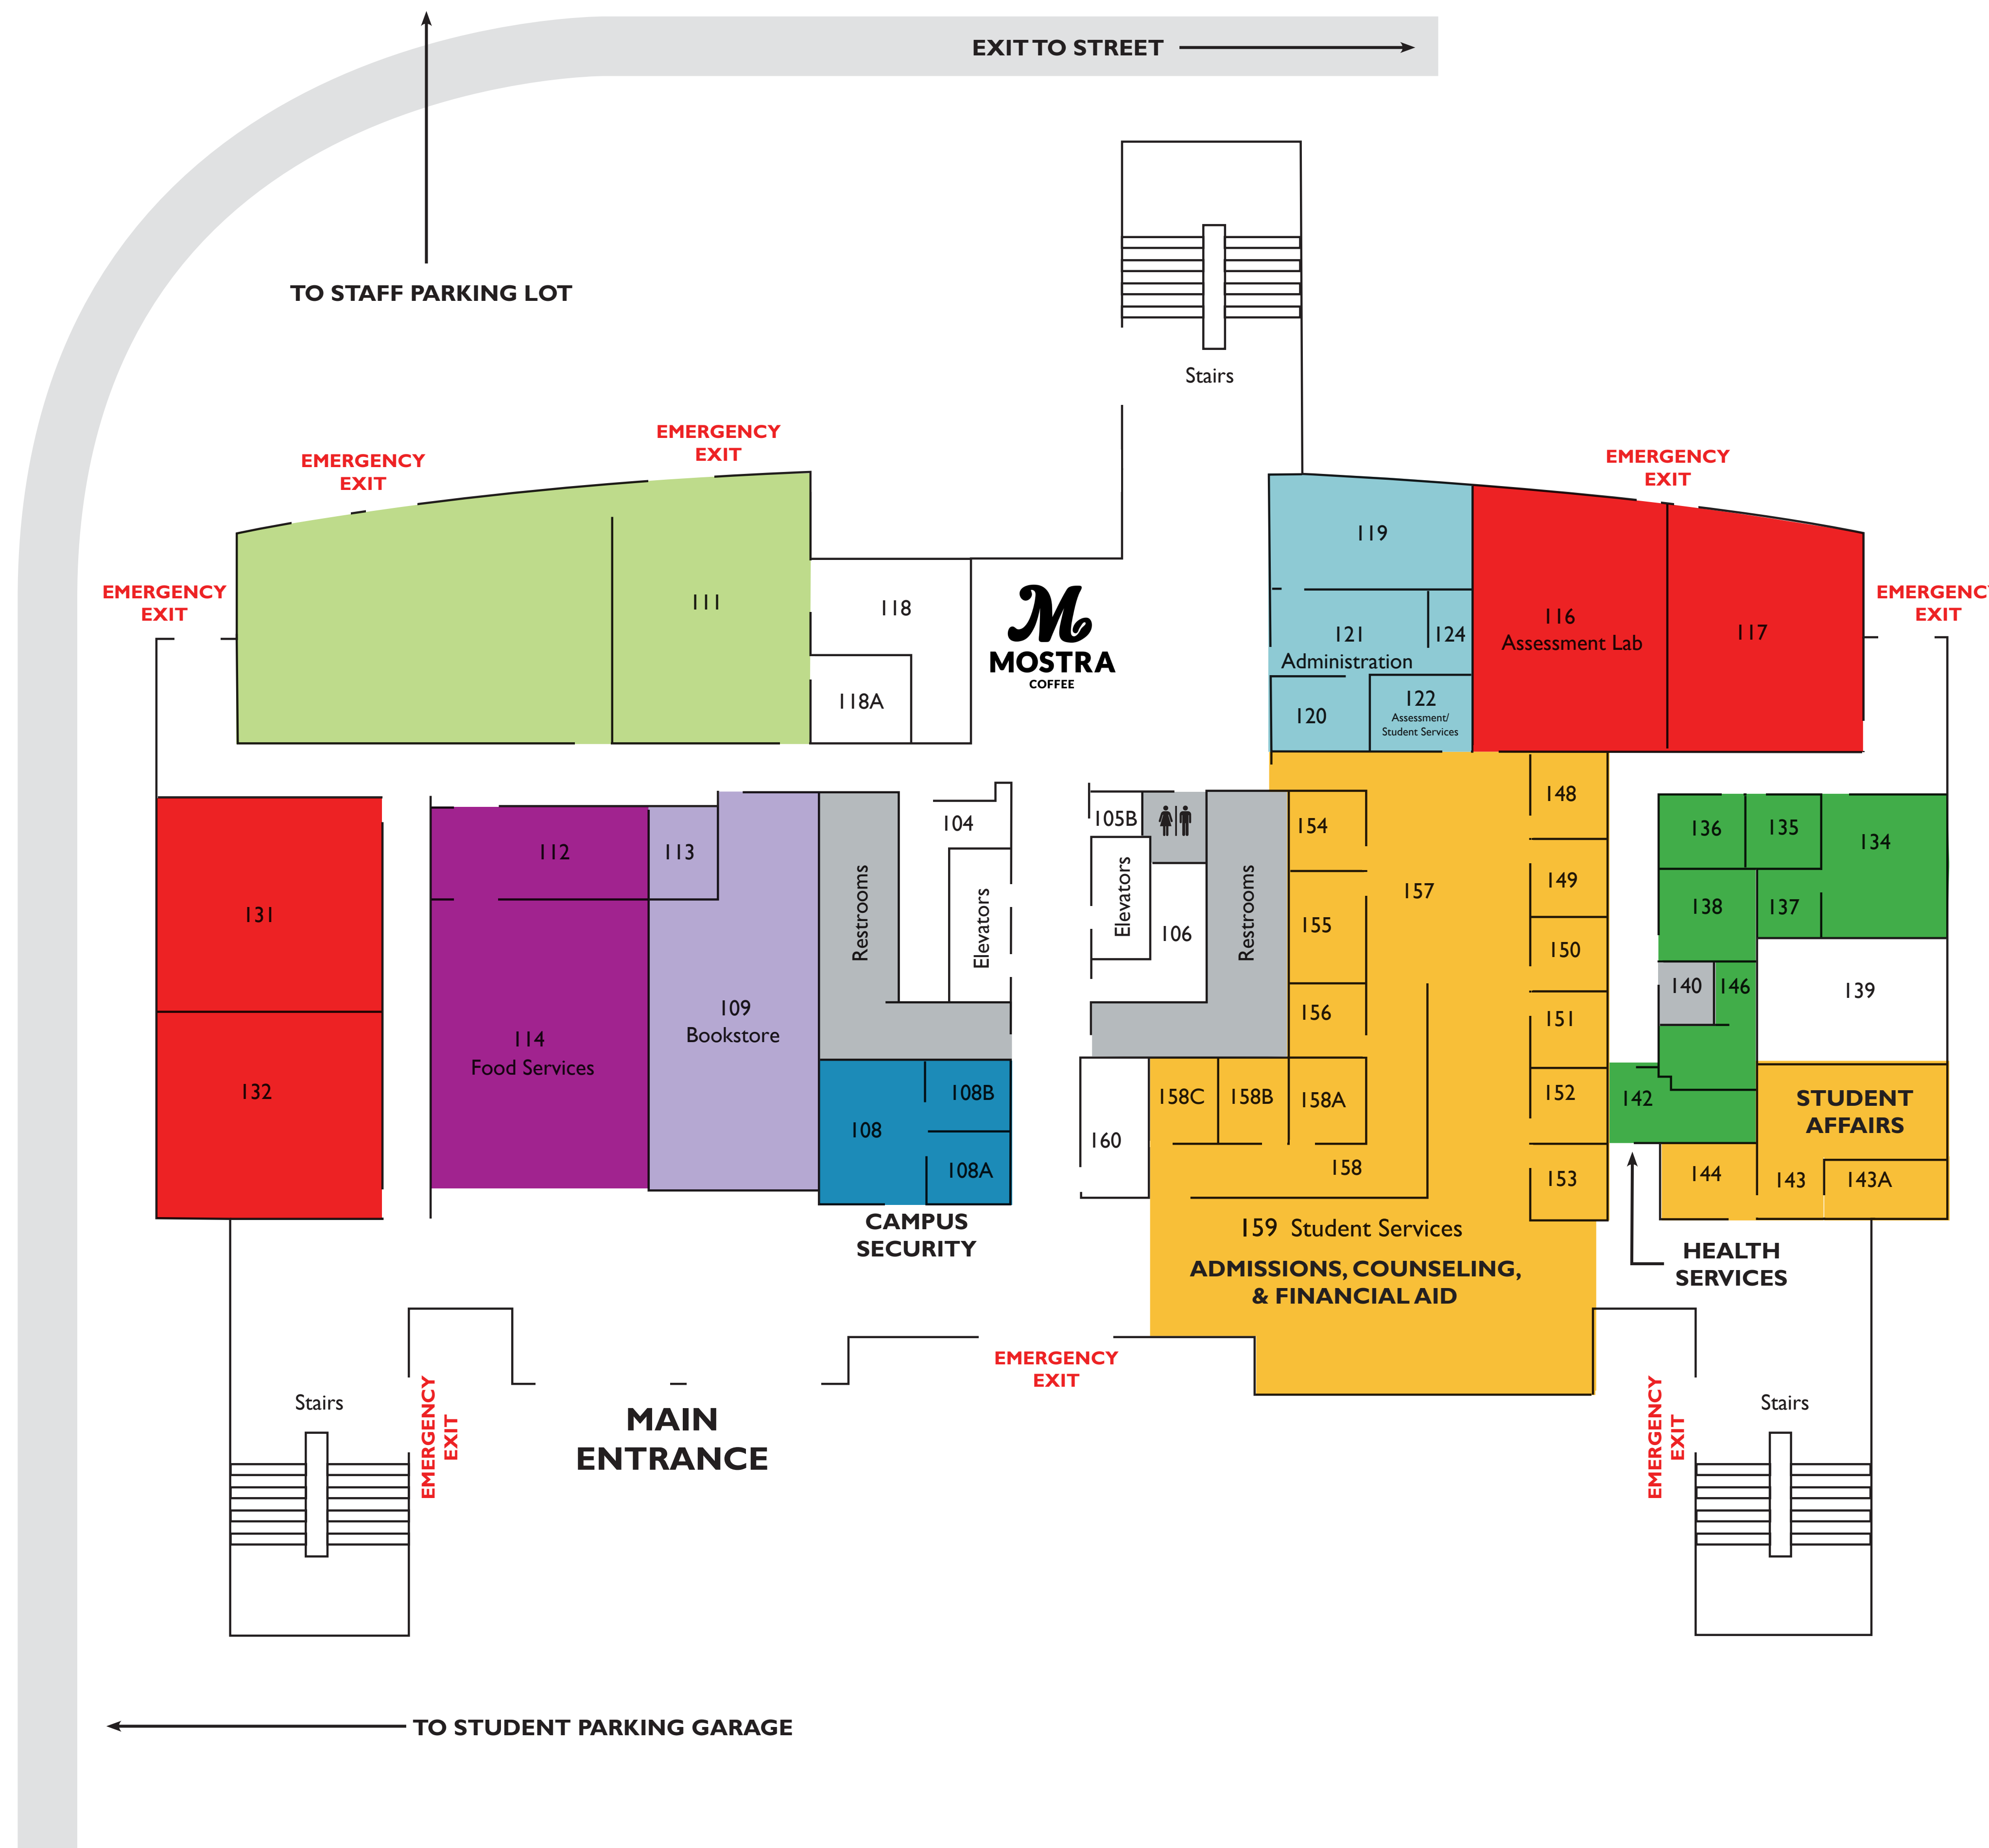 EXIT TO STREET
TO STAFF PARKING LOT
Stairs
EMERGENCY
EXIT
EMERGENCY
EXIT
EMERGENCY
EXIT
EMERGENCY
EXIT
EXIT
111
118
118A
M
MOSTRA
COFFEE
119
121
124
Administration
120
122
Assessment/
Student Services
116
Assessment Lab
117
131
132
112
113
114
Food Services
109
Bookstore
Restrooms
104
Elevators
108
108B
108A
CAMPUS
SECURITY
105B
Elevators
106
Restrooms
160
154
155
156
157
158C
158B
158A
158
148
149
150
151
152
153
159 Student Services
ADMISSIONS, COUNSELING,
& FINANCIAL AID
136
135
134
138
137
140
146
139
142
STUDENT
AFFAIRS
144
143
143A
HEALTH
SERVICES
EMERGENCY
EXIT
Stairs
EMERGENCY
EXIT
MAIN
ENTRANCE
EMERGENCY
EXIT
Stairs
TO STUDENT PARKING GARAGE